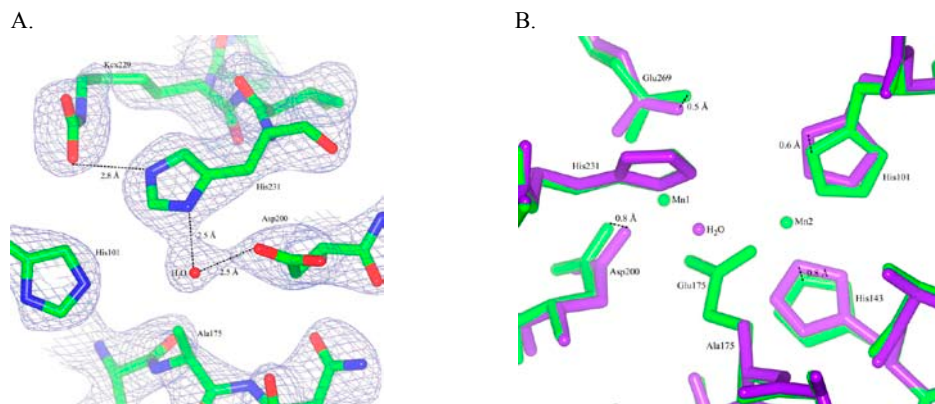 A.
B.
Kcx229
2.8 Å
His231
2.5 Å
Asp200
H2O
2.5 Å
His101
Ala175
Glu269
0.5 Å
His231
0.6 Å
His101
Mn1
Mn2
0.8 Å
H2O
Asp200
Glu175
0.8 Å
His143
Ala175